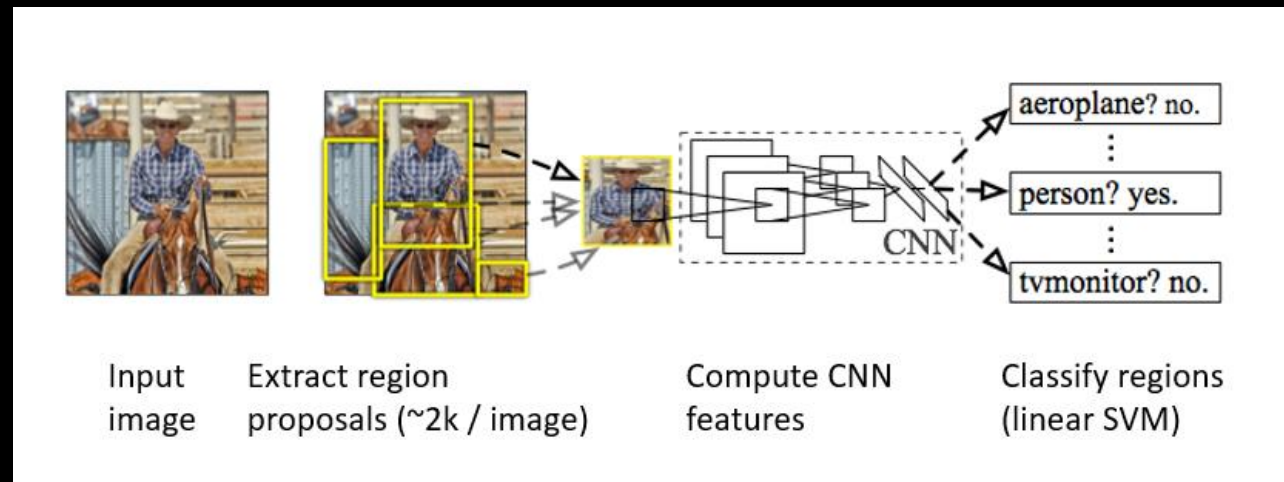 aeroplane? no.
⋮
person? yes.
⋮
tvmonitor? no.
CNN
Input
image
Extract region
proposals (~2k / image)
Compute CNN
features
Classify regions
(linear SVM)